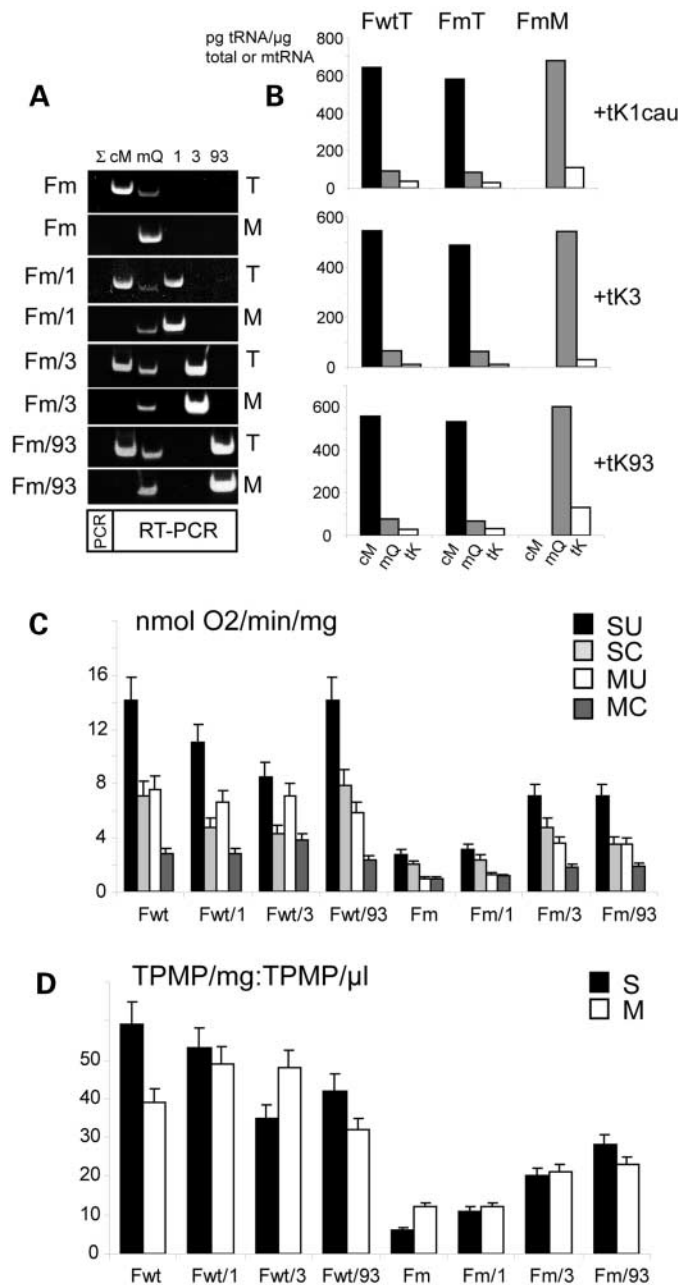 pg tRNA/µg
total or mtRNA
FwtT FmT FmM
A
B
Σ cM mQ 1 3 93
Fm T
Fm M
Fm/1 T
Fm/1 M
Fm/3 T
Fm/3 M
Fm/93 T
Fm/93 M
PCR RT-PCR
800
600
400
200
0
+tK1cau
600
400
200
0
+tK3
600
400
200
0
+tK93
cM mQ tK cM mQ tK cM mQ tK
C nmol O2/min/mg
SU
SC
MU
MC
16
12
8
4
0
Fwt Fwt/1 Fwt/3 Fwt/93 Fm Fm/1 Fm/3 Fm/93
D TPMP/mg:TPMP/µl
S
M
50
40
30
20
10
0
Fwt Fwt/1 Fwt/3 Fwt/93 Fm Fm/1 Fm/3 Fm/93